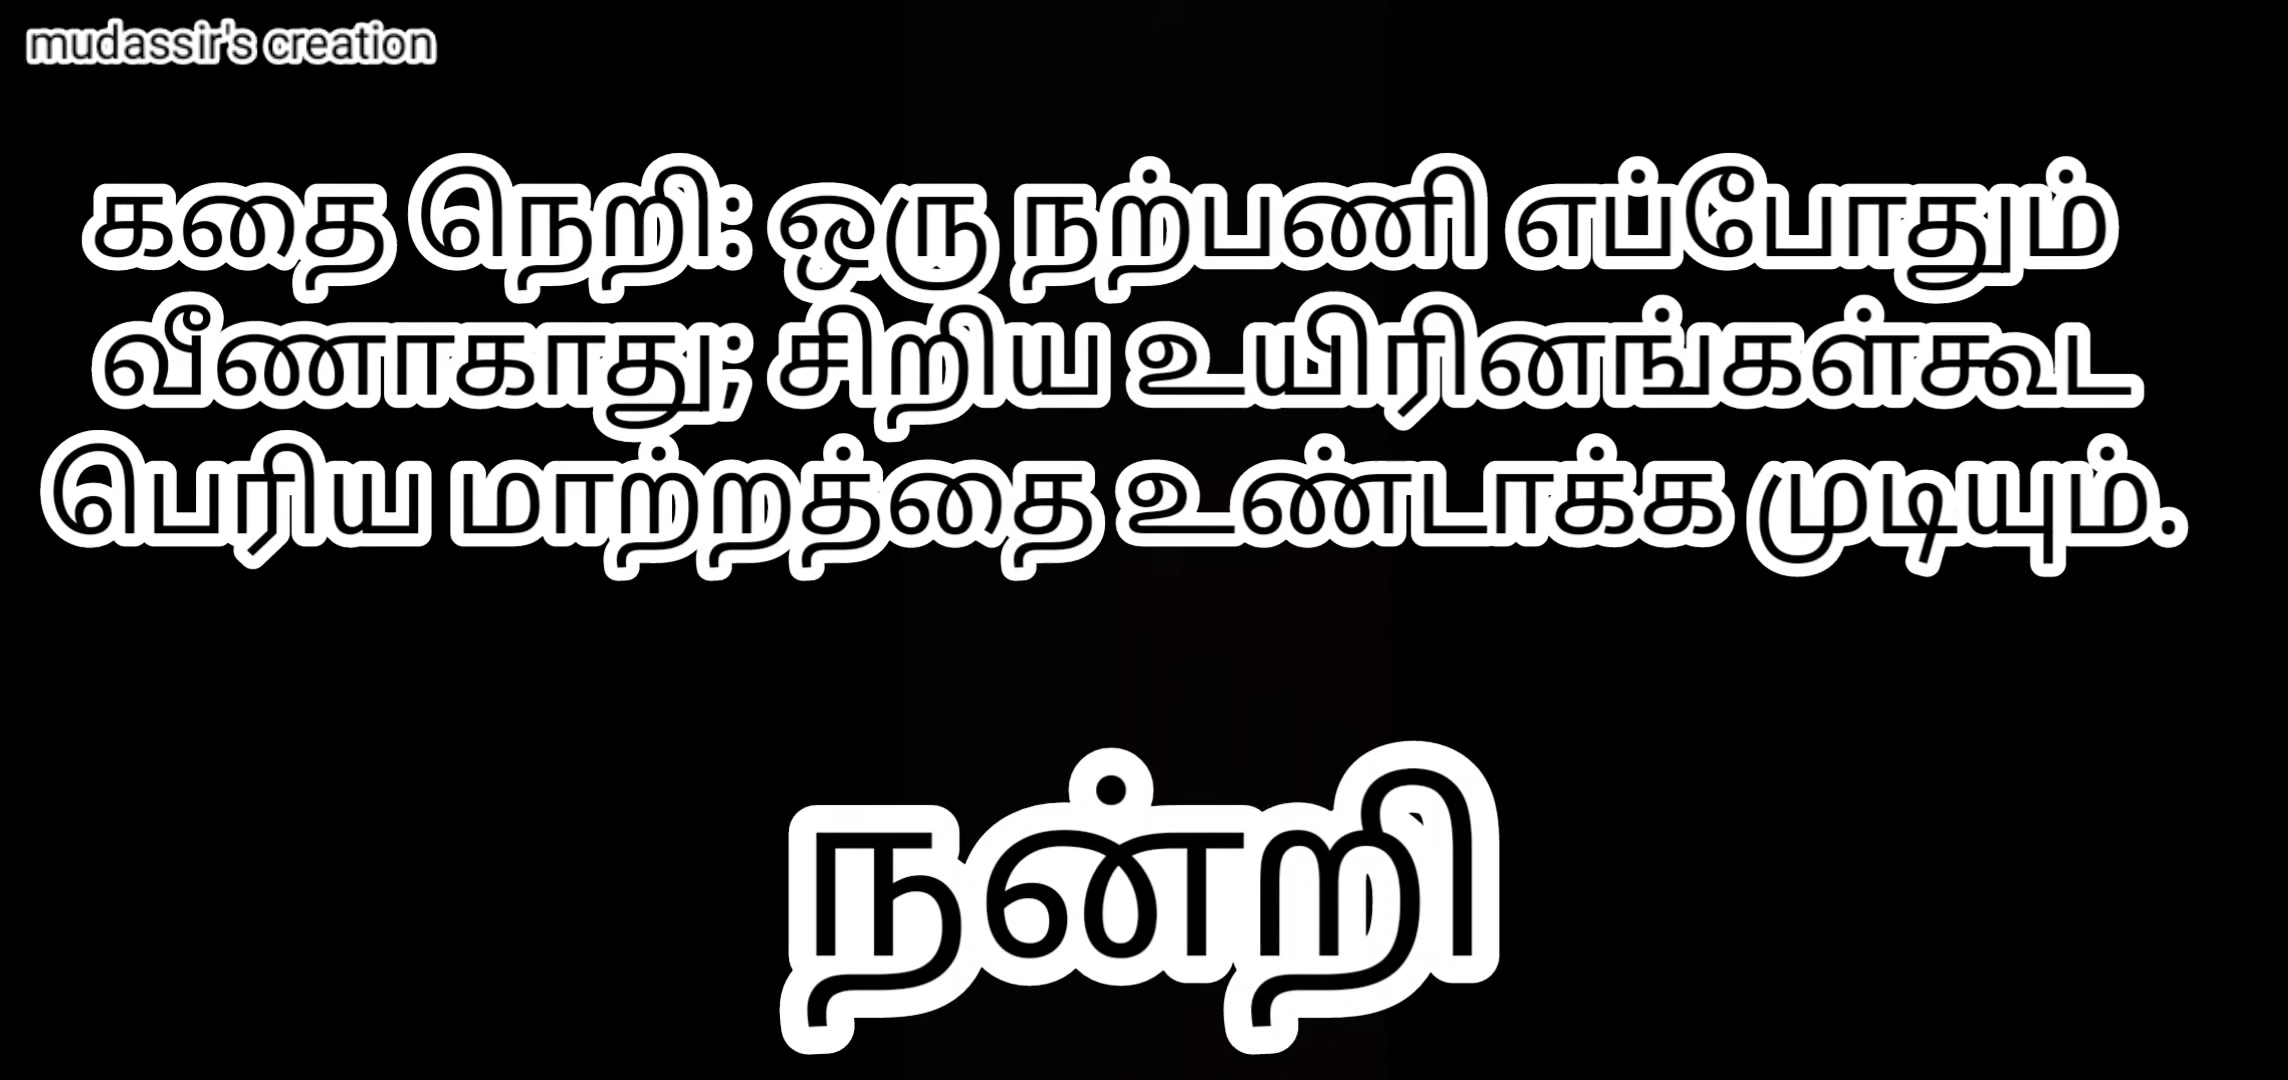 mudassir's creation
கதை நெறி: ஒரு நற்பணி எப்போதும்
வீணாகாது; சிறிய உயிரினங்கள்கூட
பெரிய மாற்றத்தை உண்டாக்க முடியும்.
நன்றி